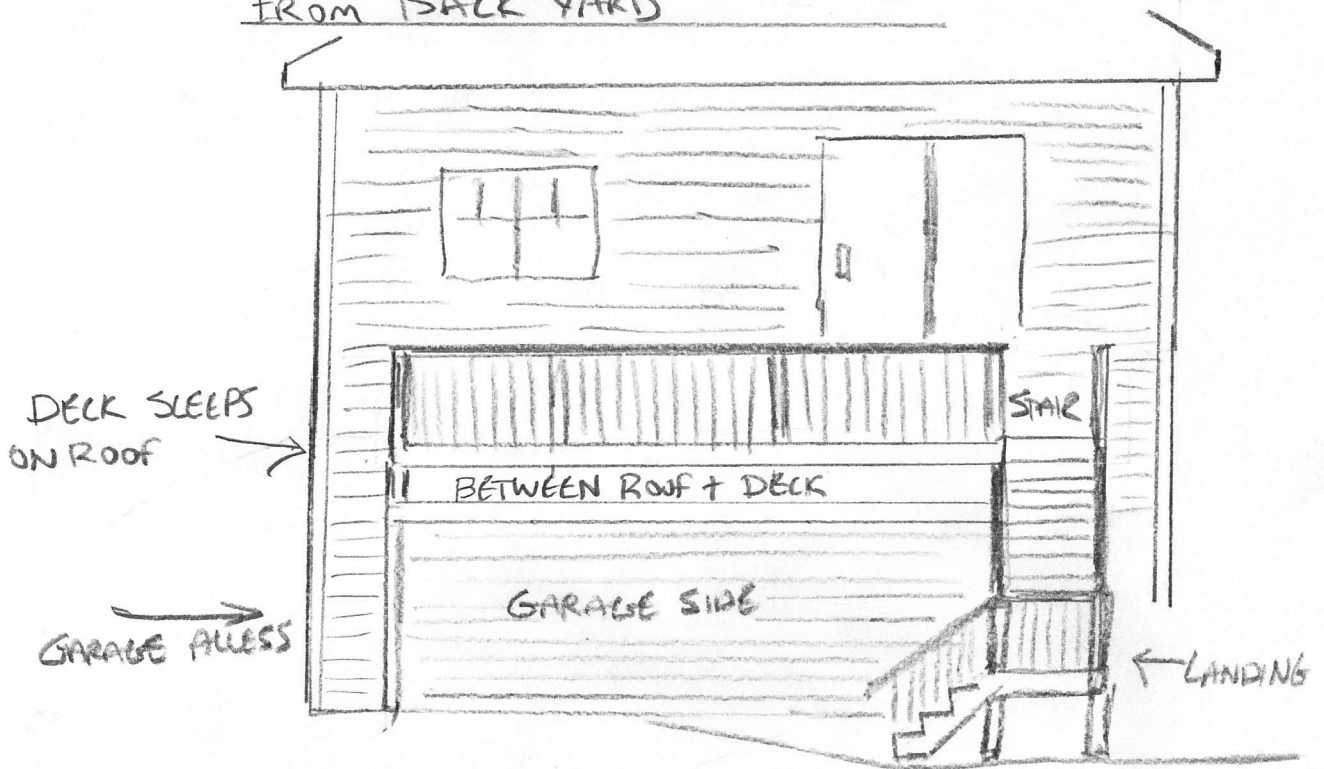 FROM BACK YARD
DECK SLEEPS
ON ROOF
STAIR
BETWEEN ROOF + DECK
GARAGE SIDE
GARAGE ACCESS
LANDING